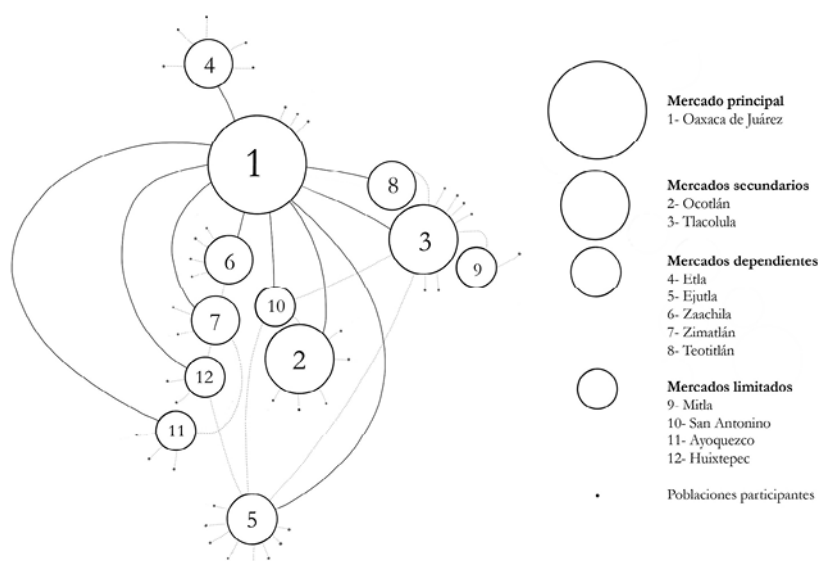 4
1
8
3
6
9
10
7
2
12
11
5
Mercado principal
1- Oaxaca de Juárez
Mercados secundarios
2- Ocotlán
3- Tlacolula
Mercados dependientes
4- Etla
5- Ejutla
6- Zaachila
7- Zimatlán
8- Teotitlán
Mercados limitados
9- Mitla
10- San Antonino
11- Ayoquezco
12- Huixtepec
Poblaciones participantes